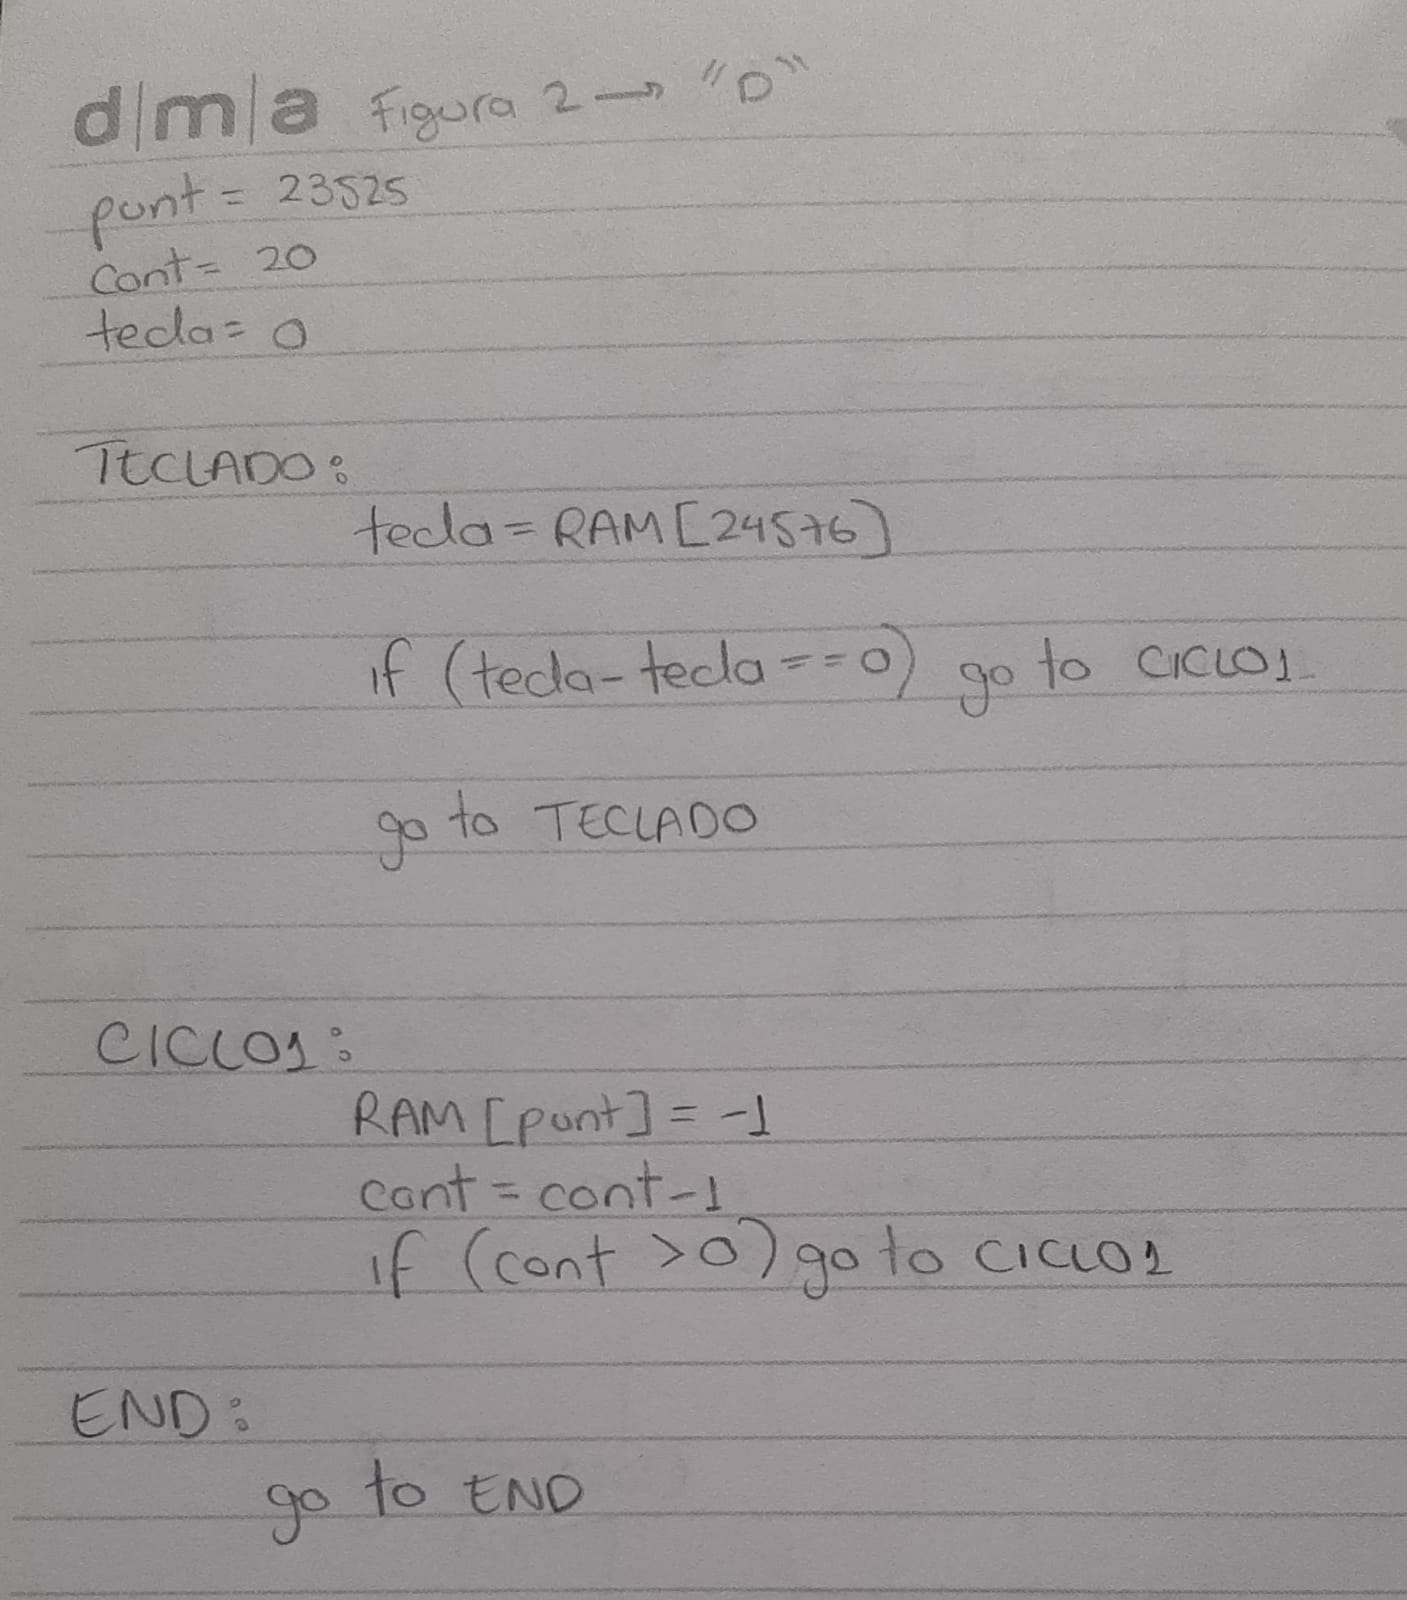 d|m|a Figura 2 → "D"
punt = 23525
Cont = 20
tecla = 0
TECLADO:
tecla = RAM [24576]
if (tecla - tecla == 0) go to CICLO1
go to TECLADO
CICLO1:
RAM [punt] = -1
cont = cont - 1
if (cont > 0) go to CICLO1
END:
go to END